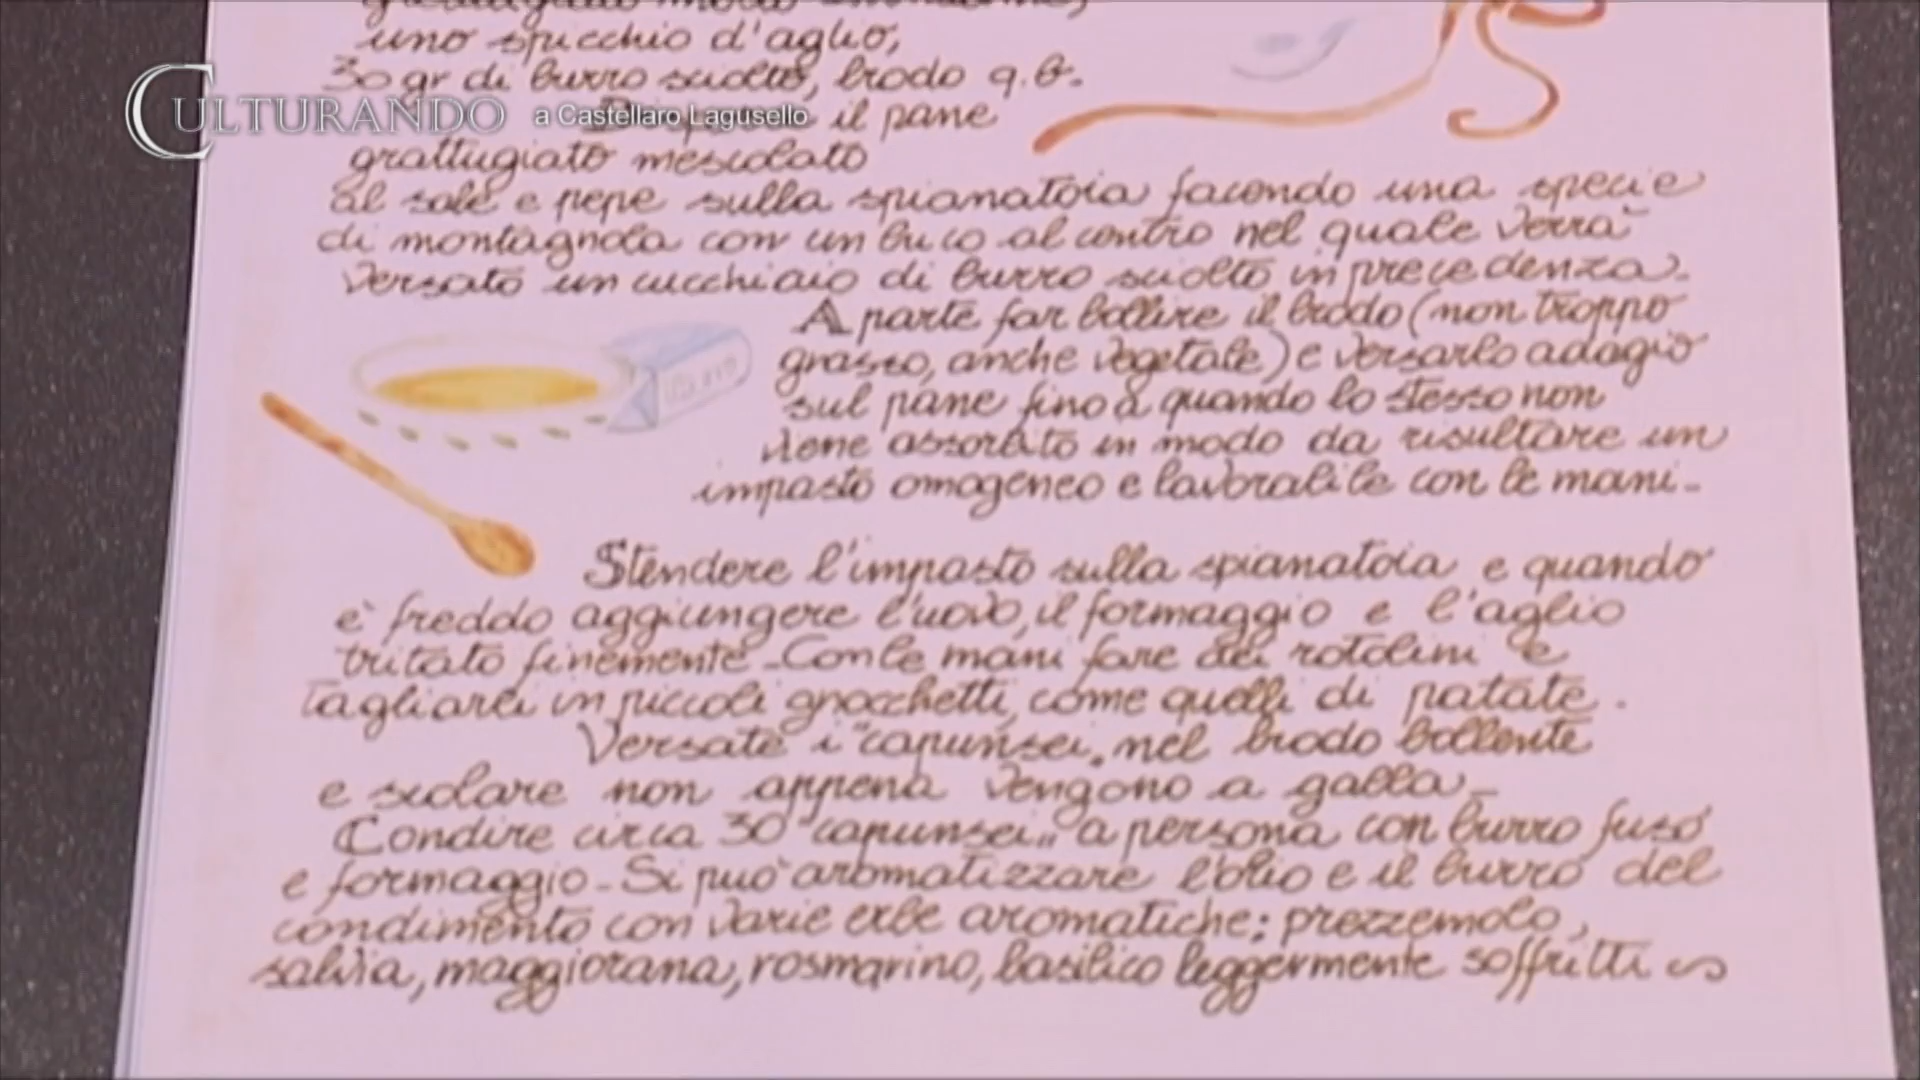 grattugiato
uno spicchio d'aglio,
30 gr di burro sciolto, brodo q.b.
CULTURANDO a Castellaro Lagusello
il pane
grattugiato mescolato
al sale e pepe sulla spianatoia facendo una specie
di montagnola con un buco al centro nel quale verrà
versato un cucchiaio di burro sciolto in precedenza.
A parte far bollire il brodo (non troppo
grasso, anche vegetale) e versarlo adagio
sul pane fino a quando lo stesso non
viene assorbito in modo da risultare un
impasto omogeneo e lavorabile con le mani.
Stendere l'impasto sulla spianatoia e quando
è freddo aggiungere l'uovo, il formaggio e l'aglio
tritato finemente. Con le mani fare dei rotolini e
tagliarli in piccoli gnocchetti, come quelli di patate.
Versate i "capunsei" nel brodo bollente
e scolare non appena vengono a galla.
Condire circa 30 "capunsei" a persona con burro fuso
e formaggio. Si può aromatizzare l'olio e il burro del
condimento con varie erbe aromatiche: prezzemolo,
salvia, maggiorana, rosmarino, basilico leggermente soffritti